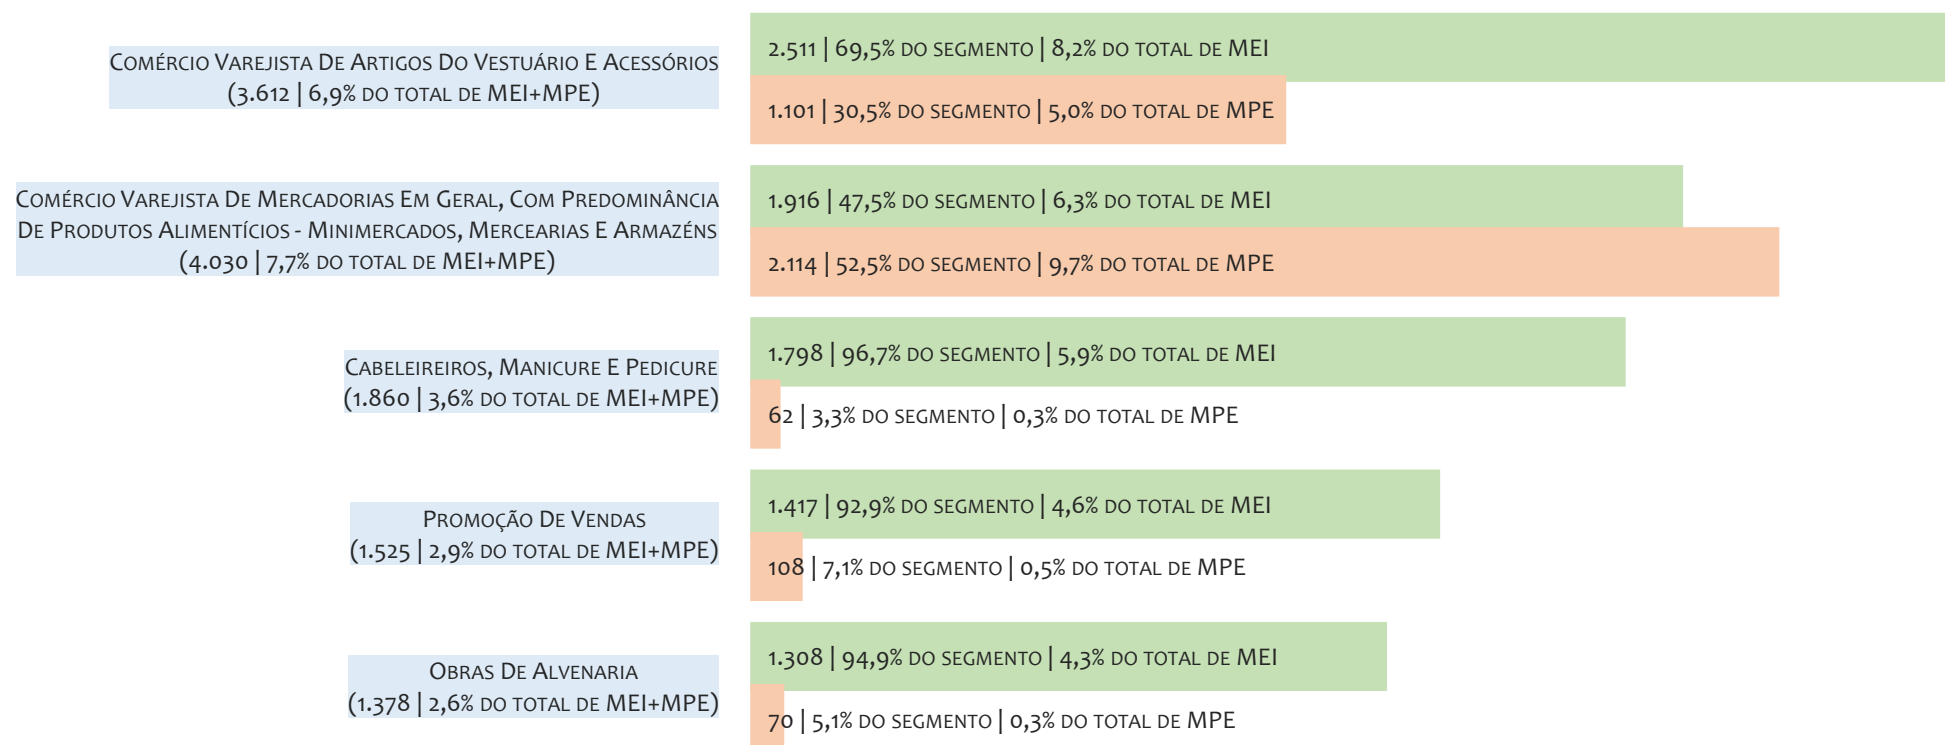 Comércio Varejista De Artigos Do Vestuário E Acessórios
(3.612 | 6,9% do total de MEI+MPE)
2.511 | 69,5% do segmento | 8,2% do total de MEI
1.101 | 30,5% do segmento | 5,0% do total de MPE
Comércio Varejista De Mercadorias Em Geral, Com Predominância
De Produtos Alimentícios - Minimercados, Mercearias E Armazéns
(4.030 | 7,7% do total de MEI+MPE)
1.916 | 47,5% do segmento | 6,3% do total de MEI
2.114 | 52,5% do segmento | 9,7% do total de MPE
Cabeleireiros, Manicure E Pedicure
(1.860 | 3,6% do total de MEI+MPE)
1.798 | 96,7% do segmento | 5,9% do total de MEI
62 | 3,3% do segmento | 0,3% do total de MPE
Promoção De Vendas
(1.525 | 2,9% do total de MEI+MPE)
1.417 | 92,9% do segmento | 4,6% do total de MEI
108 | 7,1% do segmento | 0,5% do total de MPE
Obras De Alvenaria
(1.378 | 2,6% do total de MEI+MPE)
1.308 | 94,9% do segmento | 4,3% do total de MEI
70 | 5,1% do segmento | 0,3% do total de MPE